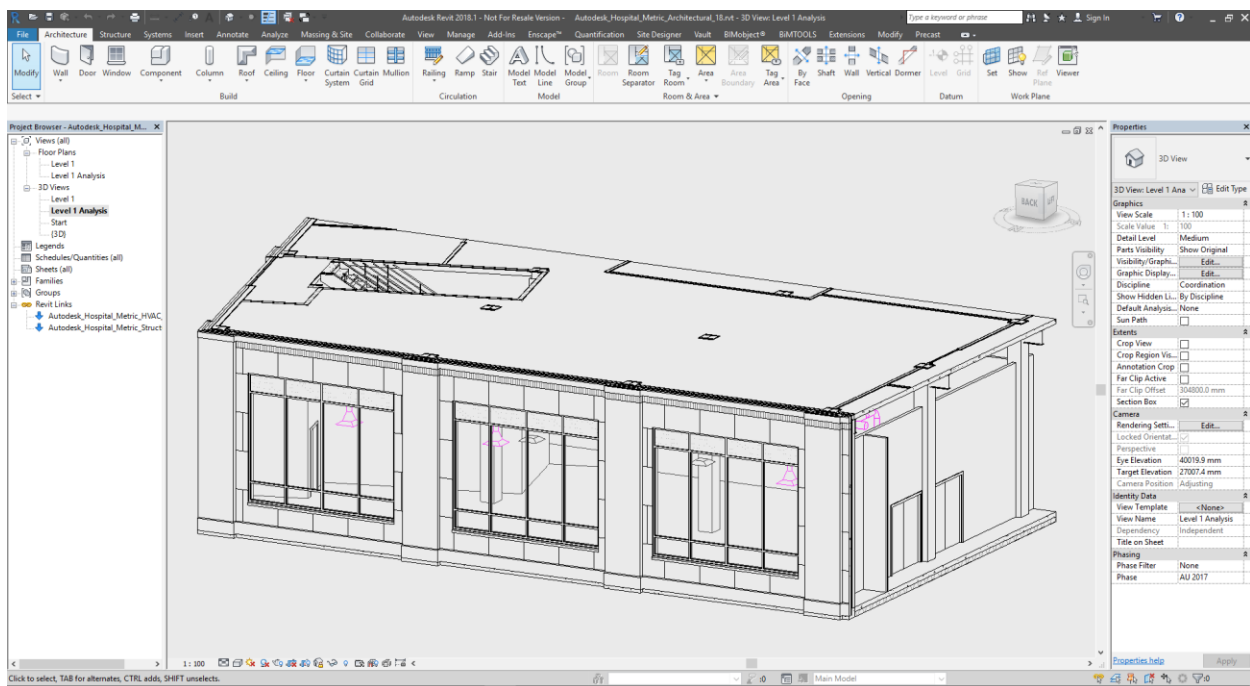 Autodesk Revit 2018.1 - Not For Resale Version - Autodesk_Hospital_Metric_Architectural_18.rvt - 3D View: Level 1 Analysis
Type a keyword or phrase
Sign In
File Architecture Structure Systems Insert Annotate Analyze Massing & Site Collaborate View Manage Add-Ins Enscape™ Quantification Site Designer Vault BIMobject® BiMTOOLS Extensions Modify Precast
Modify Wall Door Window Component Column Roof Ceiling Floor Curtain System Curtain Grid Mullion Railing Ramp Stair Model Text Model Line Model Group Room Room Separator Tag Room Area Area Boundary Tag Area By Face Shaft Wall Vertical Dormer Level Grid Set Show Ref Plane Viewer
Select Build Circulation Model Room & Area Opening Datum Work Plane
Project Browser - Autodesk_Hospital_M...
Views (all)
Floor Plans
Level 1
Level 1 Analysis
3D Views
Level 1
Level 1 Analysis
Start
{3D}
Legends
Schedules/Quantities (all)
Sheets (all)
Families
Groups
Revit Links
Autodesk_Hospital_Metric_HVAC_
Autodesk_Hospital_Metric_Struct
BACK
Properties
3D View
3D View: Level 1 Ana Edit Type
Graphics
View Scale 1 : 100
Scale Value 1: 100
Detail Level Medium
Parts Visibility Show Original
Visibility/Graphi... Edit...
Graphic Display... Edit...
Discipline Coordination
Show Hidden Li... By Discipline
Default Analysis... None
Sun Path
Extents
Crop View
Crop Region Vis...
Annotation Crop
Far Clip Active
Far Clip Offset 304800.0 mm
Section Box
Camera
Rendering Setti... Edit...
Locked Orientat...
Perspective
Eye Elevation 40019.9 mm
Target Elevation 27007.4 mm
Camera Position Adjusting
Identity Data
View Template <None>
View Name Level 1 Analysis
Dependency Independent
Title on Sheet
Phasing
Phase Filter None
Phase AU 2017
Properties help Apply
1 : 100
Click to select, TAB for alternates, CTRL adds, SHIFT unselects.
:0 Main Model :0